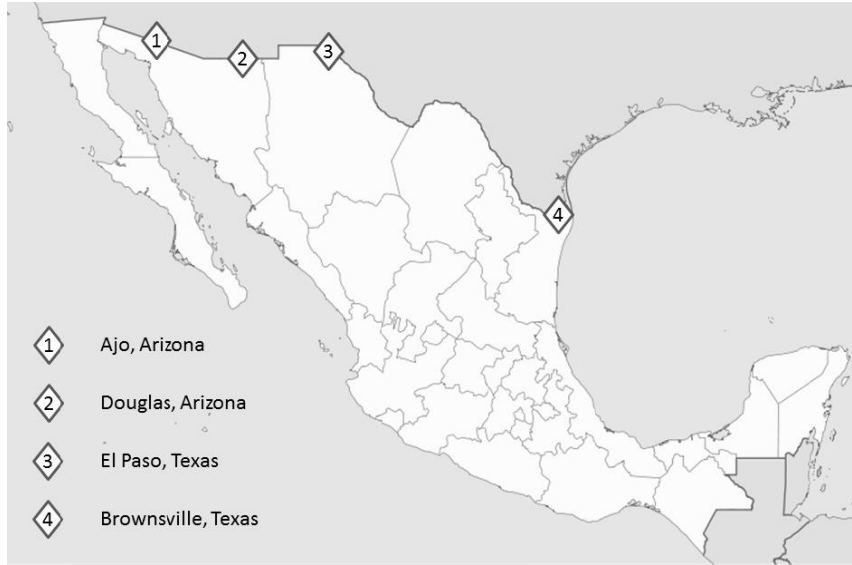 1
2
3
4
1 Ajo, Arizona
2 Douglas, Arizona
3 El Paso, Texas
4 Brownsville, Texas